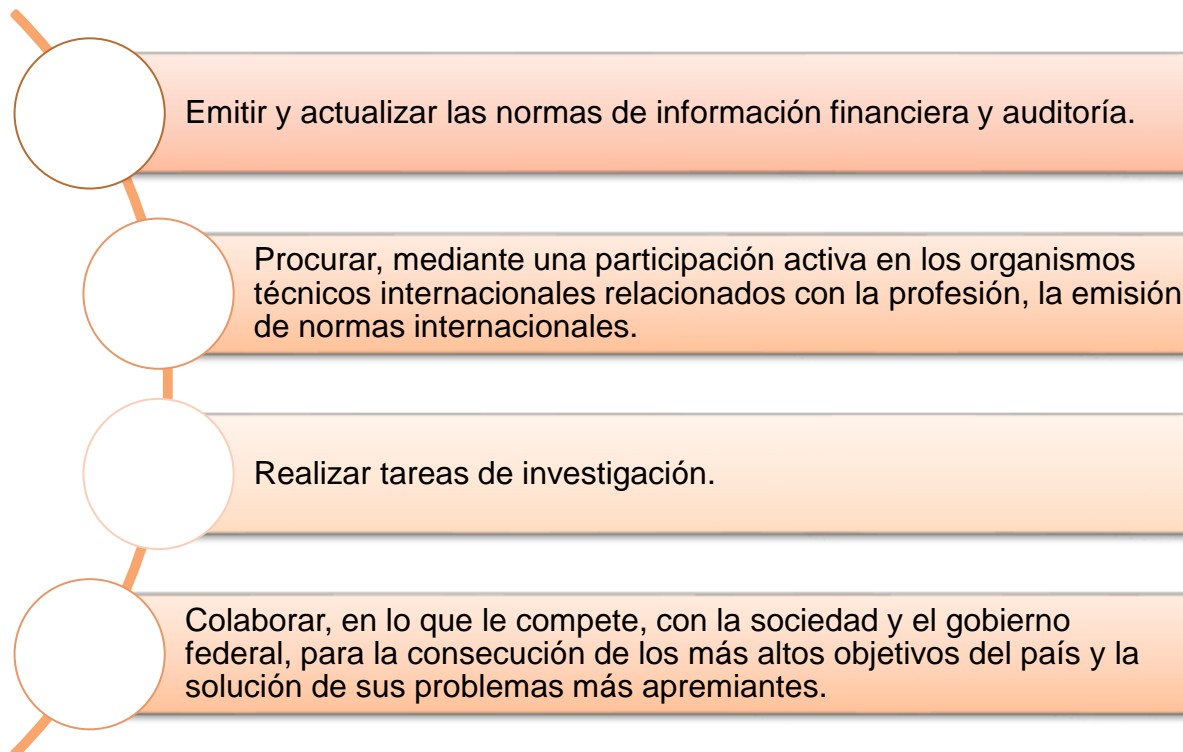 Emitir y actualizar las normas de información financiera y auditoría.
Procurar, mediante una participación activa en los organismos
técnicos internacionales relacionados con la profesión, la emisión
de normas internacionales.
Realizar tareas de investigación.
Colaborar, en lo que le compete, con la sociedad y el gobierno
federal, para la consecución de los más altos objetivos del país y la
solución de sus problemas más apremiantes.